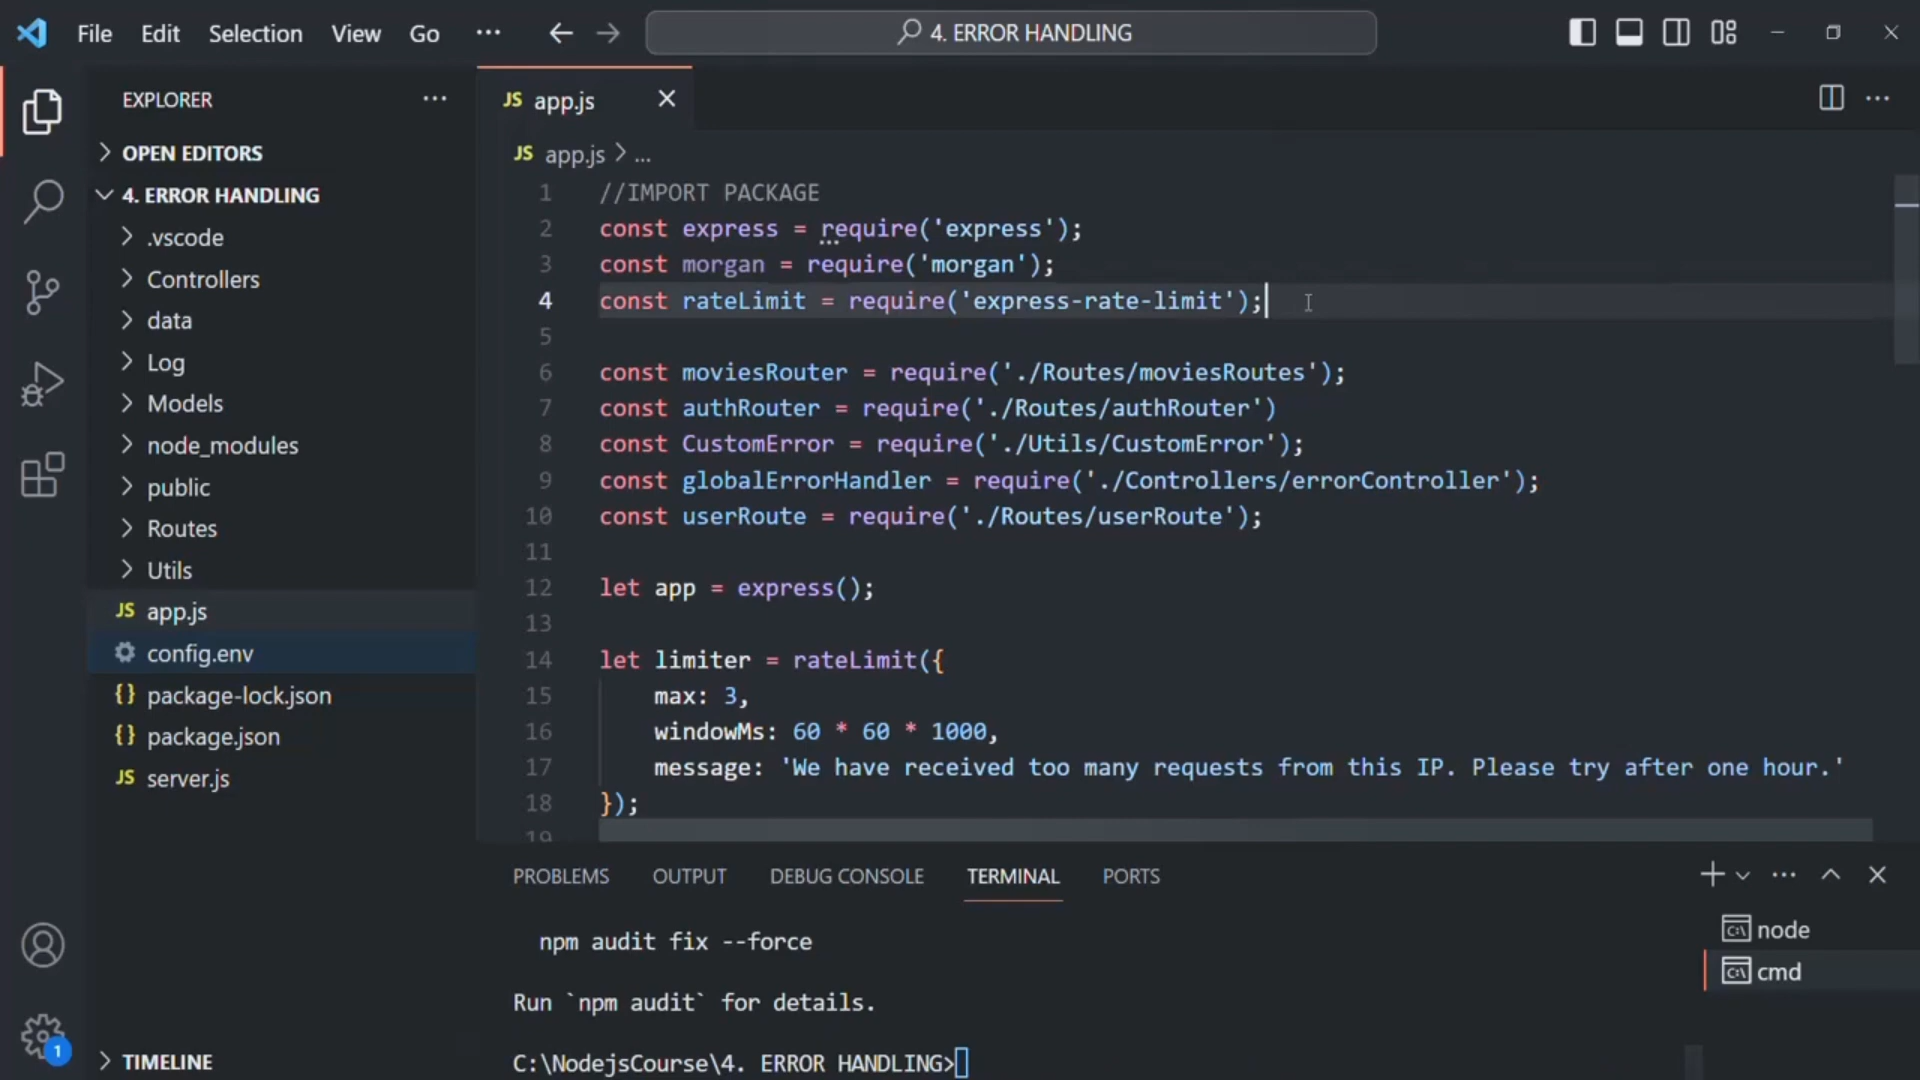 File Edit Selection View Go ··· 4. ERROR HANDLING
EXPLORER ···
OPEN EDITORS
4. ERROR HANDLING
.vscode
Controllers
data
Log
Models
node_modules
public
Routes
Utils
JS app.js
config.env
{} package-lock.json
{} package.json
JS server.js
1
TIMELINE
JS app.js
JS app.js > ...
1 //IMPORT PACKAGE
2 const express = require('express');
3 const morgan = require('morgan');
4 const rateLimit = require('express-rate-limit');
5
6 const moviesRouter = require('./Routes/moviesRoutes');
7 const authRouter = require('./Routes/authRouter')
8 const CustomError = require('./Utils/CustomError');
9 const globalErrorHandler = require('./Controllers/errorController');
10 const userRoute = require('./Routes/userRoute');
11
12 let app = express();
13
14 let limiter = rateLimit({
15 max: 3,
16 windowMs: 60 * 60 * 1000,
17 message: 'We have received too many requests from this IP. Please try after one hour.'
18 });
19
PROBLEMS OUTPUT DEBUG CONSOLE TERMINAL PORTS
npm audit fix --force
Run `npm audit` for details.
C:\NodejsCourse\4. ERROR HANDLING>
node
cmd